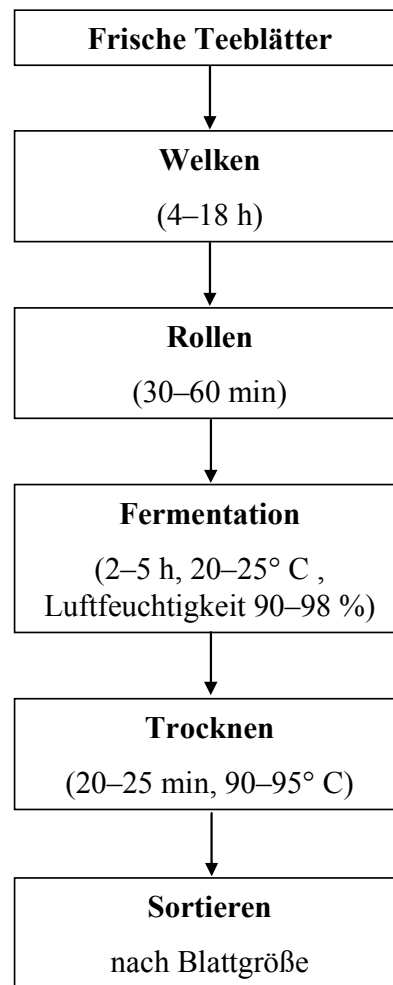 Frische Teeblätter
Welken
(4–18 h)
Rollen
(30–60 min)
Fermentation
(2–5 h, 20–25° C ,
Luftfeuchtigkeit 90–98 %)
Trocknen
(20–25 min, 90–95° C)
Sortieren
nach Blattgröße